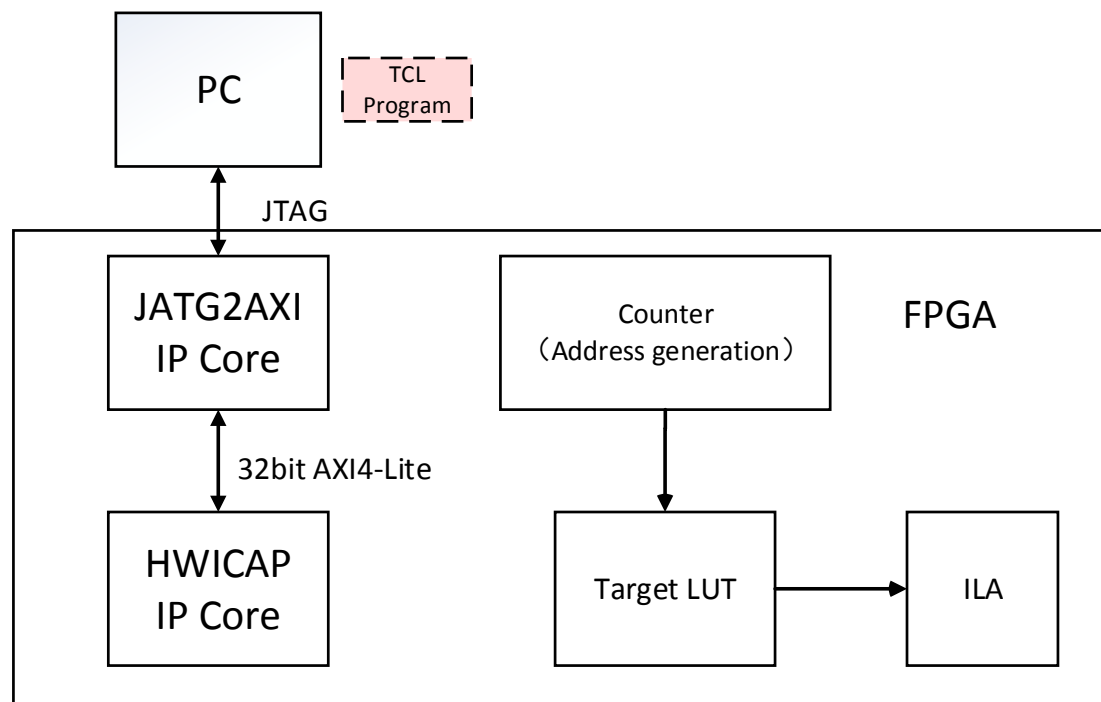 PC
TCL
Program
JTAG
JATG2AXI
IP Core
Counter
（Address generation）
FPGA
32bit AXI4-Lite
HWICAP
IP Core
Target LUT
ILA